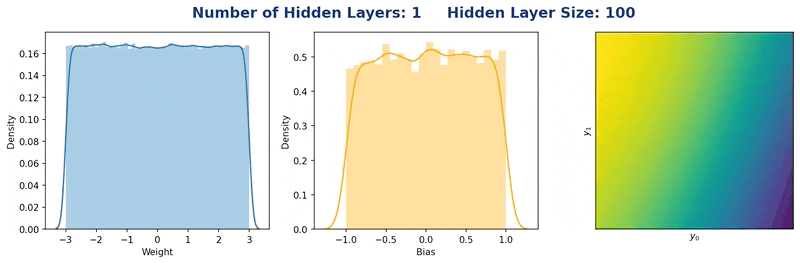 Number of Hidden Layers: 1 Hidden Layer Size: 100
Density
0.16
0.14
0.12
0.10
0.08
0.06
0.04
0.02
0.00
−3 −2 −1 0 1 2 3
Weight
Density
0.5
0.4
0.3
0.2
0.1
0.0
−1.0 −0.5 0.0 0.5 1.0
Bias
y₁
y₀